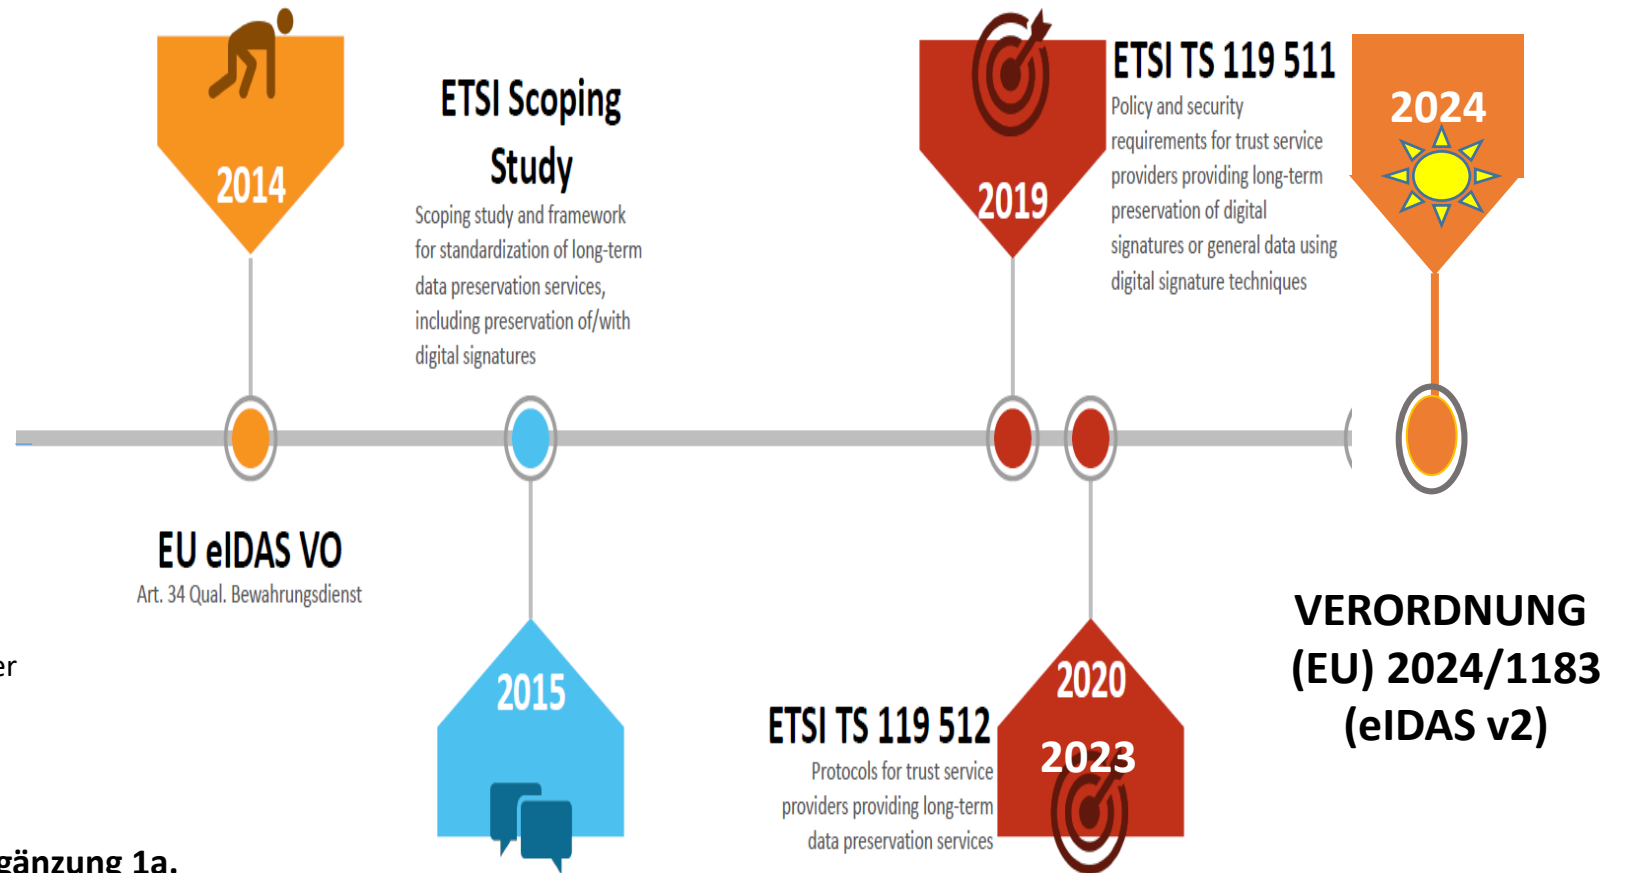 2014
EU eIDAS VO
Art. 34 Qual. Bewahrungsdienst
ETSI Scoping
Study
Scoping study and framework
for standardization of long-term
data preservation services,
including preservation of/with
digital signatures
2015
2019
ETSI TS 119 511
Policy and security
requirements for trust service
providers providing long-term
preservation of digital
signatures or general data using
digital signature techniques
2020
2023
ETSI TS 119 512
Protocols for trust service
providers providing long-term
data preservation services
2024
VERORDNUNG
(EU) 2024/1183
(eIDAS v2)
er
gänzung 1a.